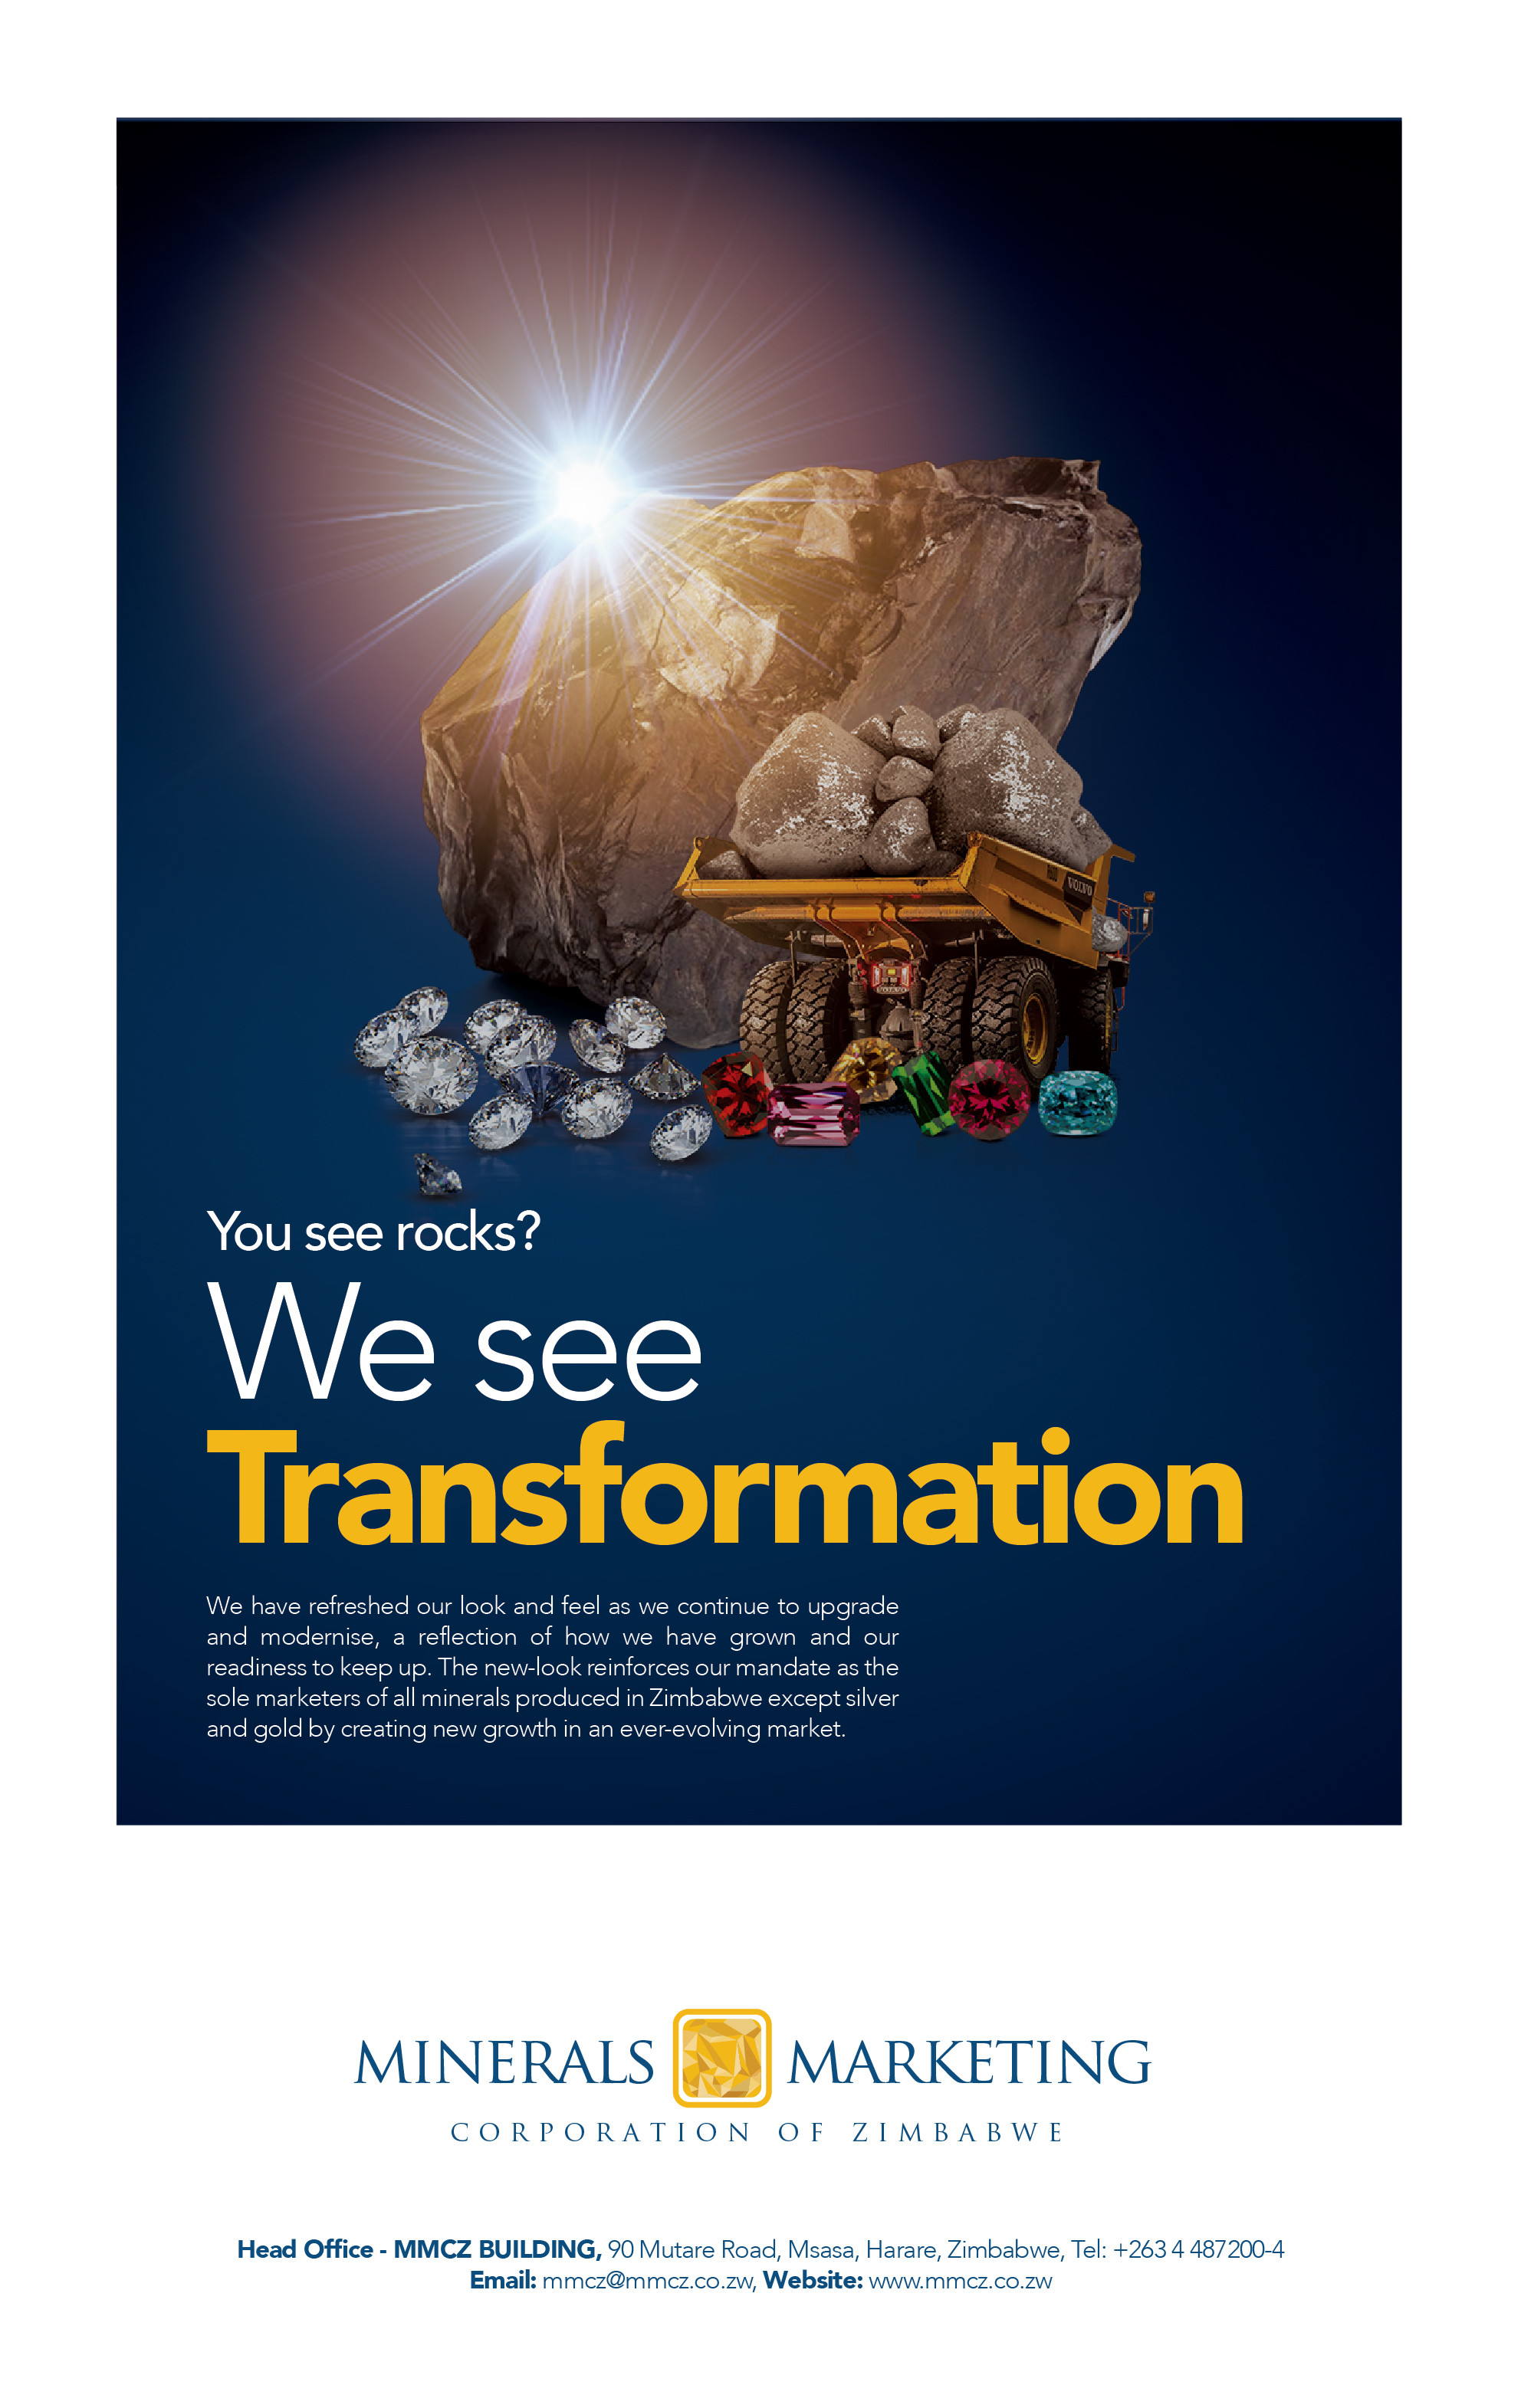 VOLVO
You see rocks?
We see
Transformation
We have refreshed our look and feel as we continue to upgrade
and modernise, a reflection of how we have grown and our
readiness to keep up. The new-look reinforces our mandate as the
sole marketers of all minerals produced in Zimbabwe except silver
and gold by creating new growth in an ever-evolving market.
MINERALS MARKETING
CORPORATION OF ZIMBABWE
Head Office - MMCZ BUILDING, 90 Mutare Road, Msasa, Harare, Zimbabwe, Tel: +263 4 487200-4
Email: mmcz@mmcz.co.zw, Website: www.mmcz.co.zw